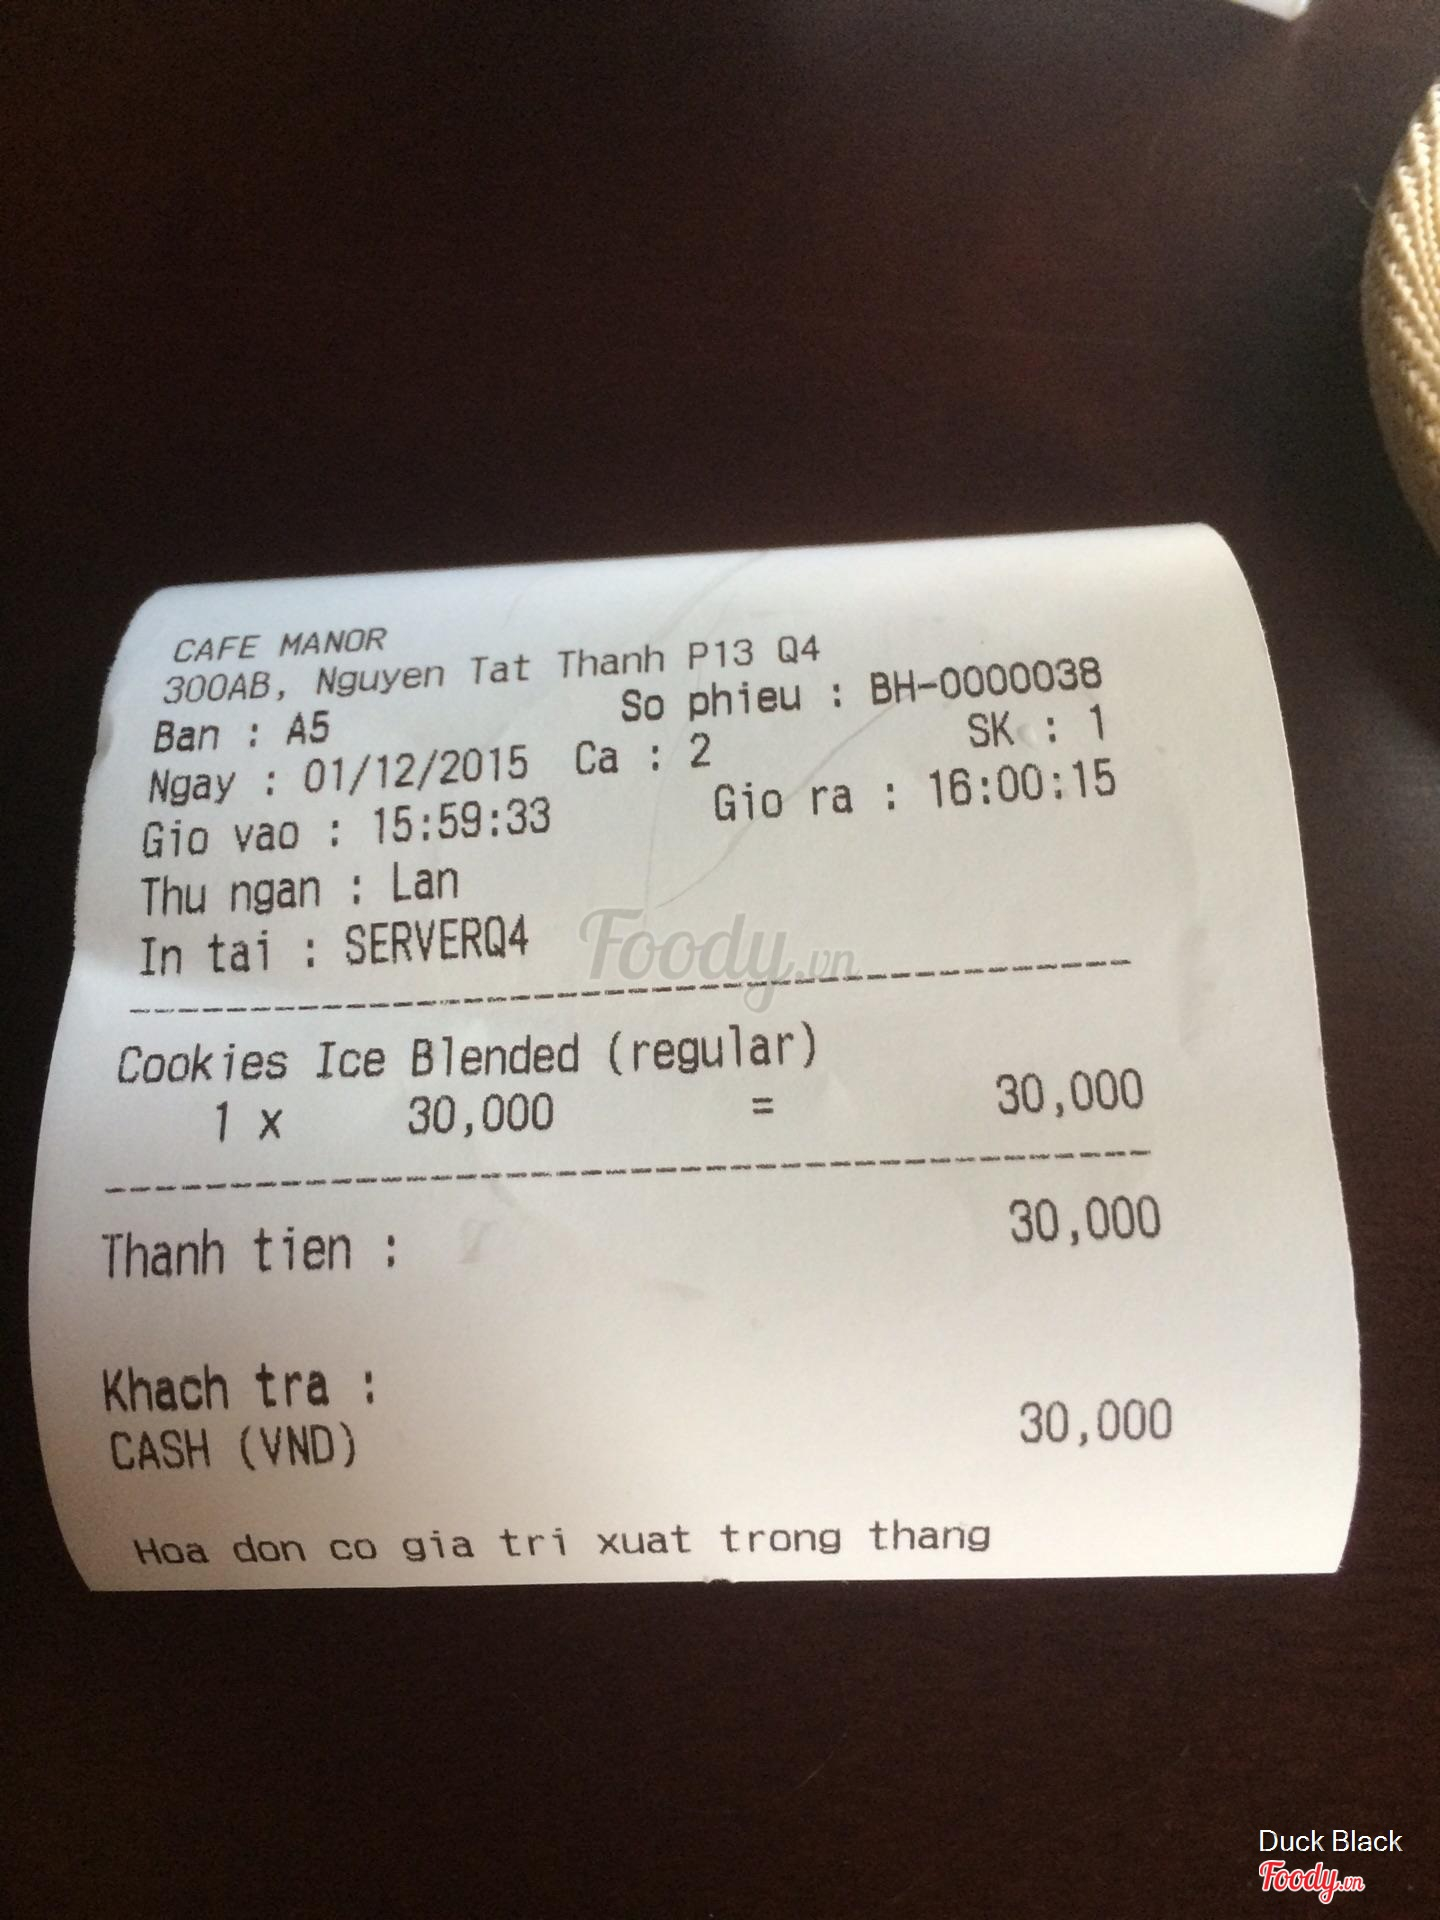 CAFE MANOR
300AB, Nguyen Tat Thanh P13 Q4
Ban : A5 So phieu : BH-0000038
Ngay : 01/12/2015 Ca : 2 SK : 1
Gio vao : 15:59:33 Gio ra : 16:00:15
Thu ngan : Lan
In tai : SERVERQ4
Foody.vn
Cookies Ice Blended (regular)
1 x 30,000 = 30,000
Thanh tien : 30,000
Khach tra :
CASH (VND) 30,000
Hoa don co gia tri xuat trong thang
Duck Black
Foody.vn